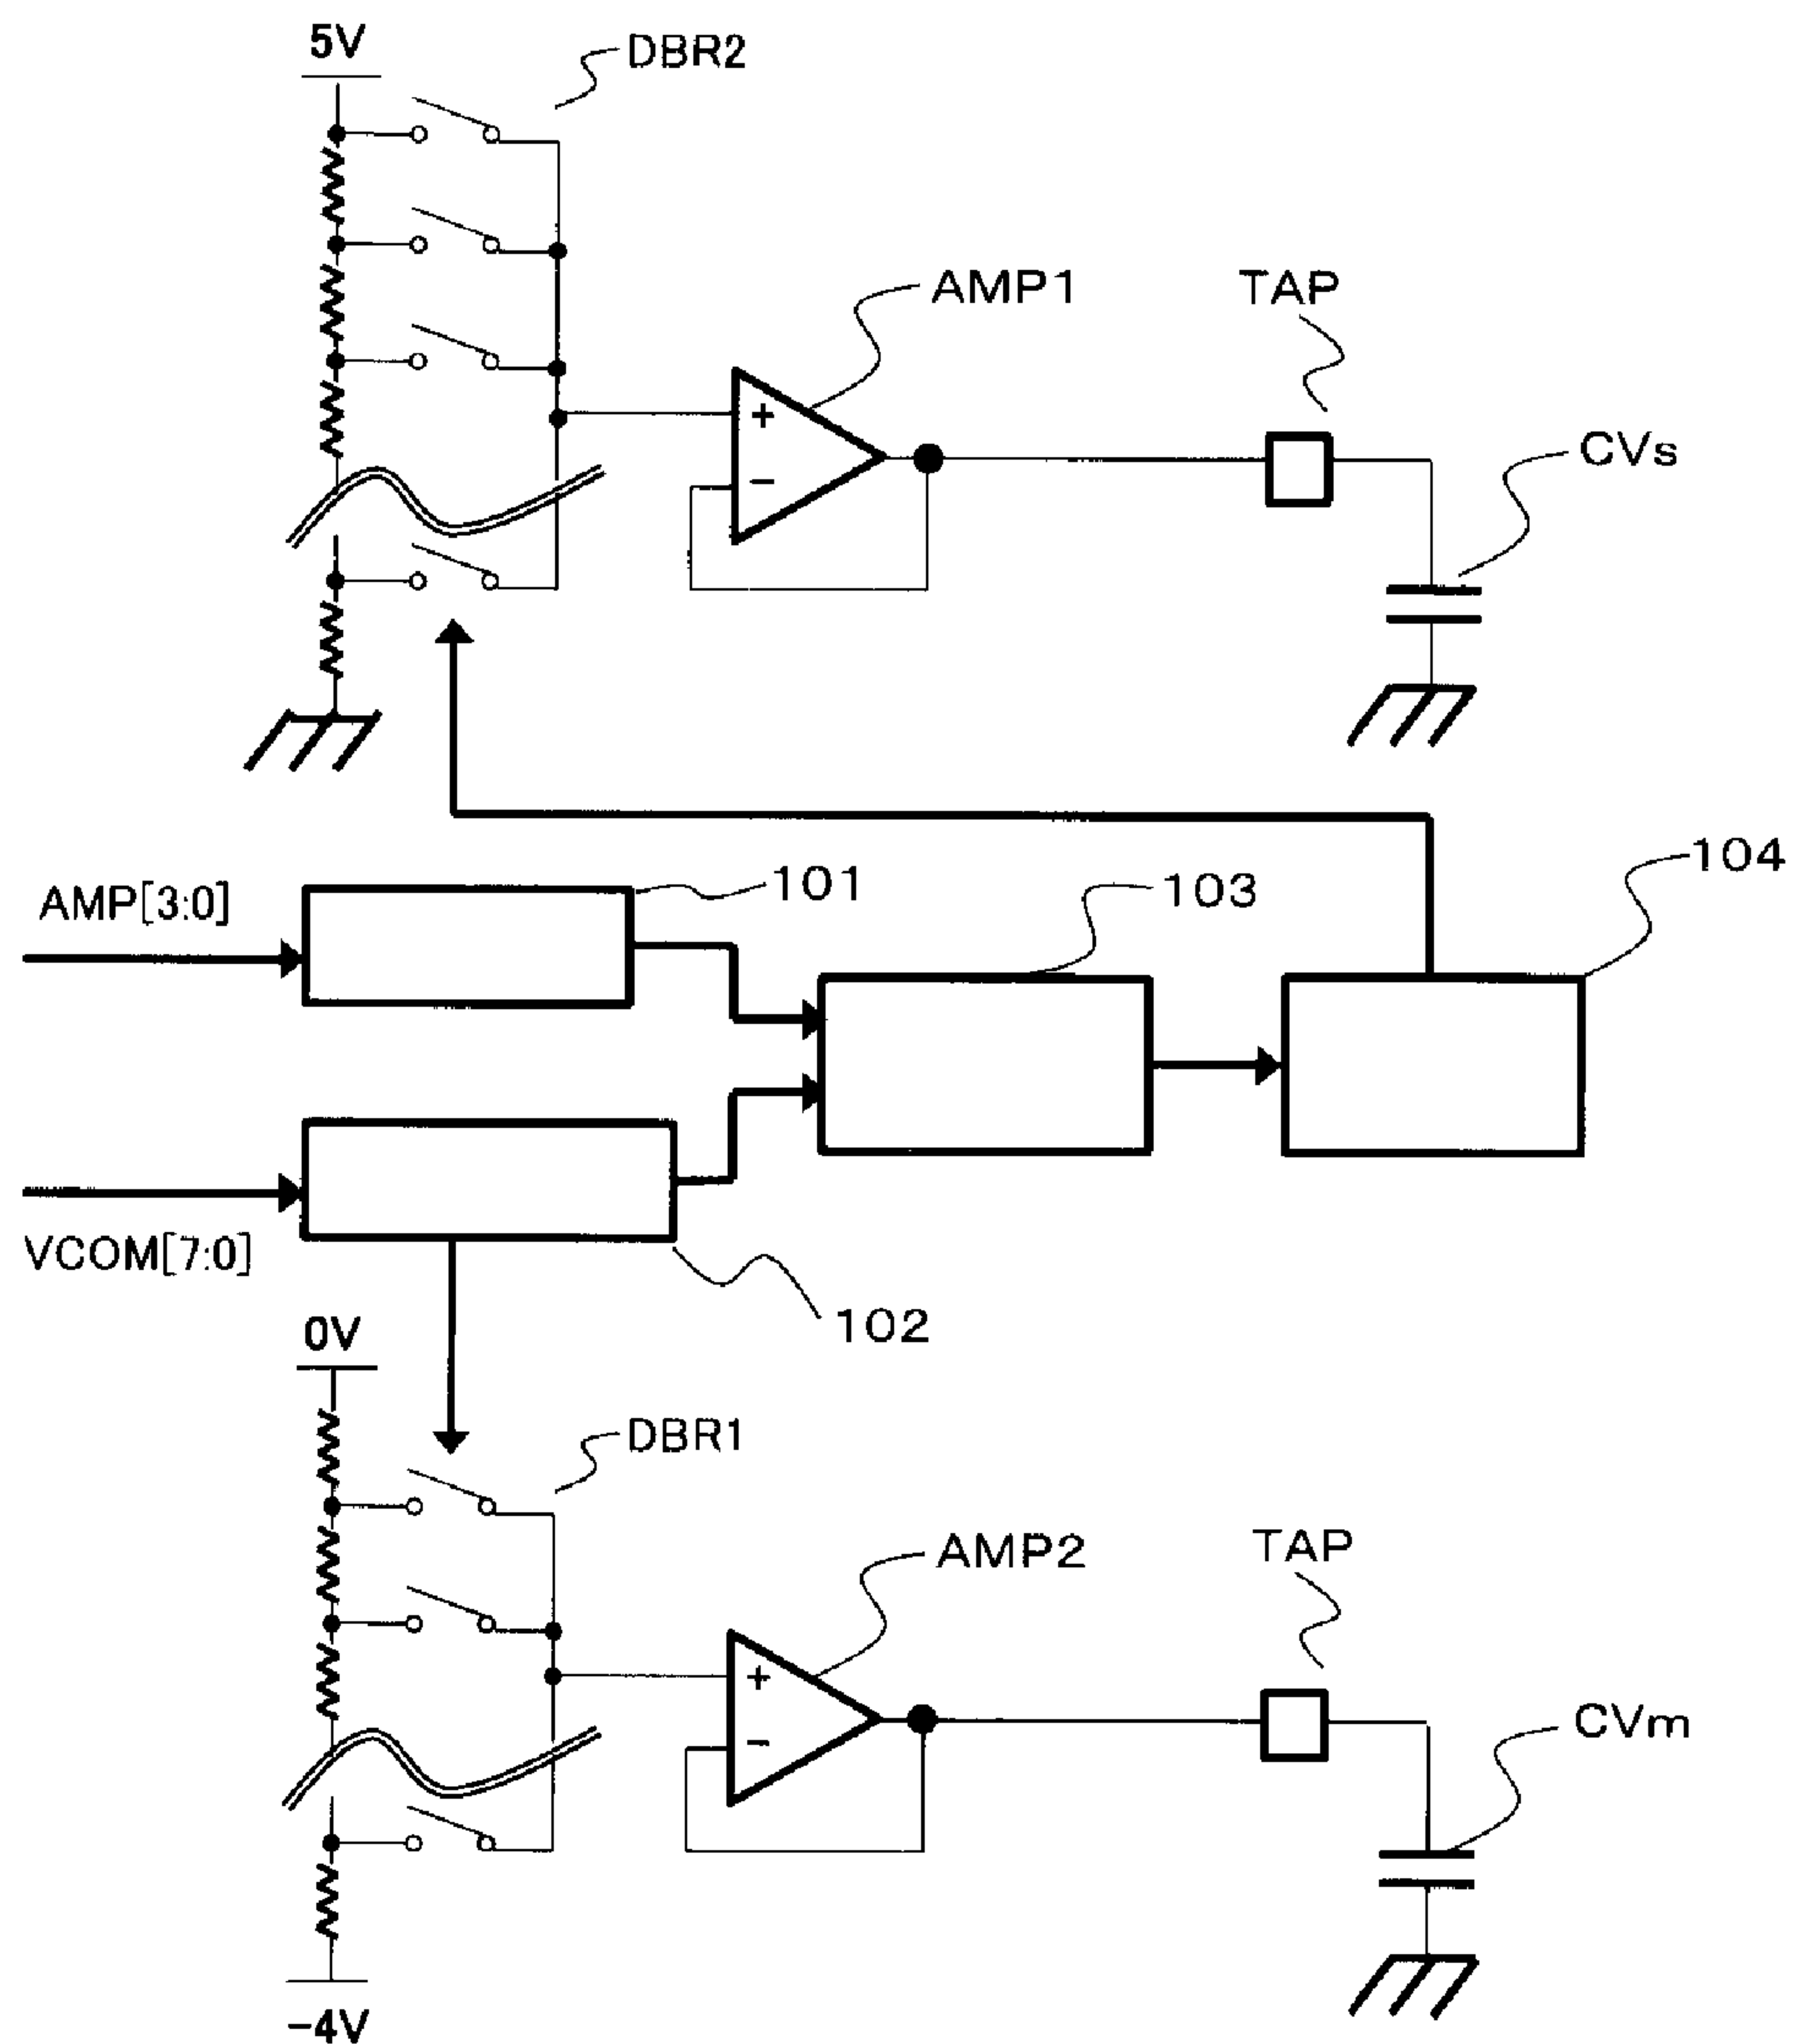 5V
DBR2
AMP1
TAP
+
−
CVs
AMP[3:0]
101
103
104
VCOM[7:0]
102
0V
DBR1
AMP2
TAP
+
−
CVm
−4V